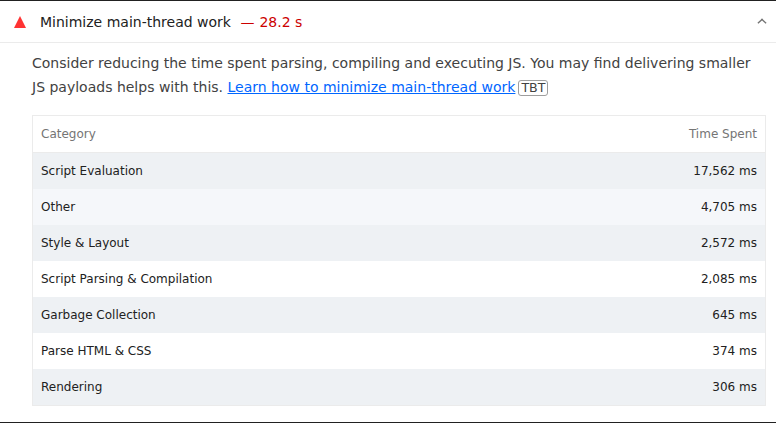 Minimize main-thread work — 28.2 s
Consider reducing the time spent parsing, compiling and executing JS. You may find delivering smaller
JS payloads helps with this. Learn how to minimize main-thread work TBT
Category Time Spent
Script Evaluation 17,562 ms
Other 4,705 ms
Style & Layout 2,572 ms
Script Parsing & Compilation 2,085 ms
Garbage Collection 645 ms
Parse HTML & CSS 374 ms
Rendering 306 ms